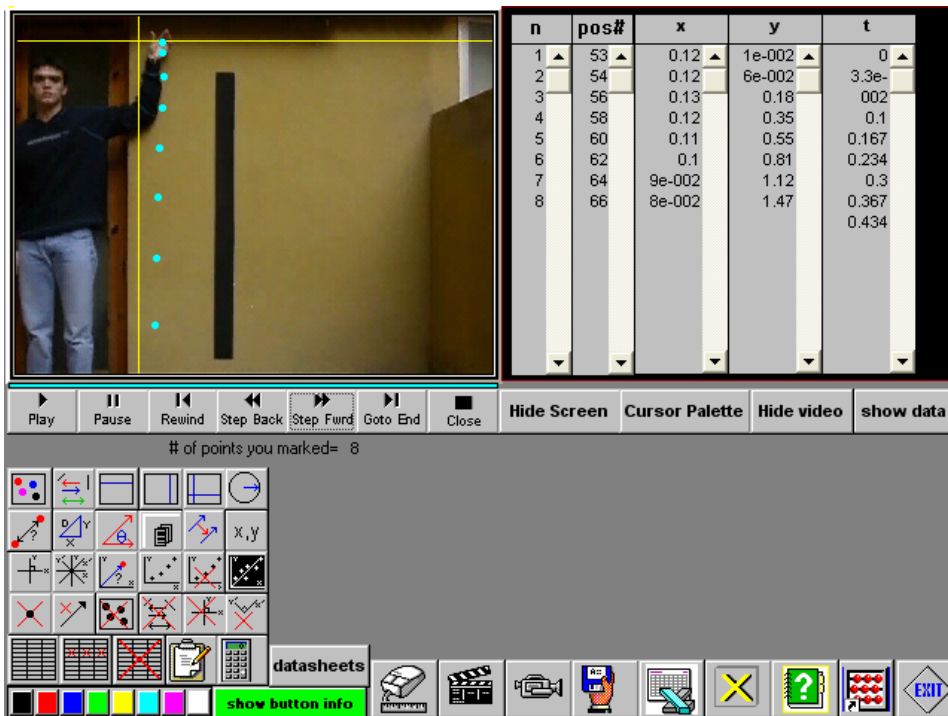 n pos# x y t
1 53 0.12 1e-002 0
2 54 0.12 6e-002 3.3e-
3 56 0.13 0.18 002
4 58 0.12 0.35 0.1
5 60 0.11 0.55 0.167
6 62 0.1 0.81 0.234
7 64 9e-002 1.12 0.3
8 66 8e-002 1.47 0.367
0.434
Play Pause Rewind Step Back Step Fwrd Goto End Close Hide Screen Cursor Palette Hide video show data
# of points you marked= 8
? D Y X θ x,y
Y x Y X Y ? x Y x Y x Y x
datasheets
show button info
? EXIT